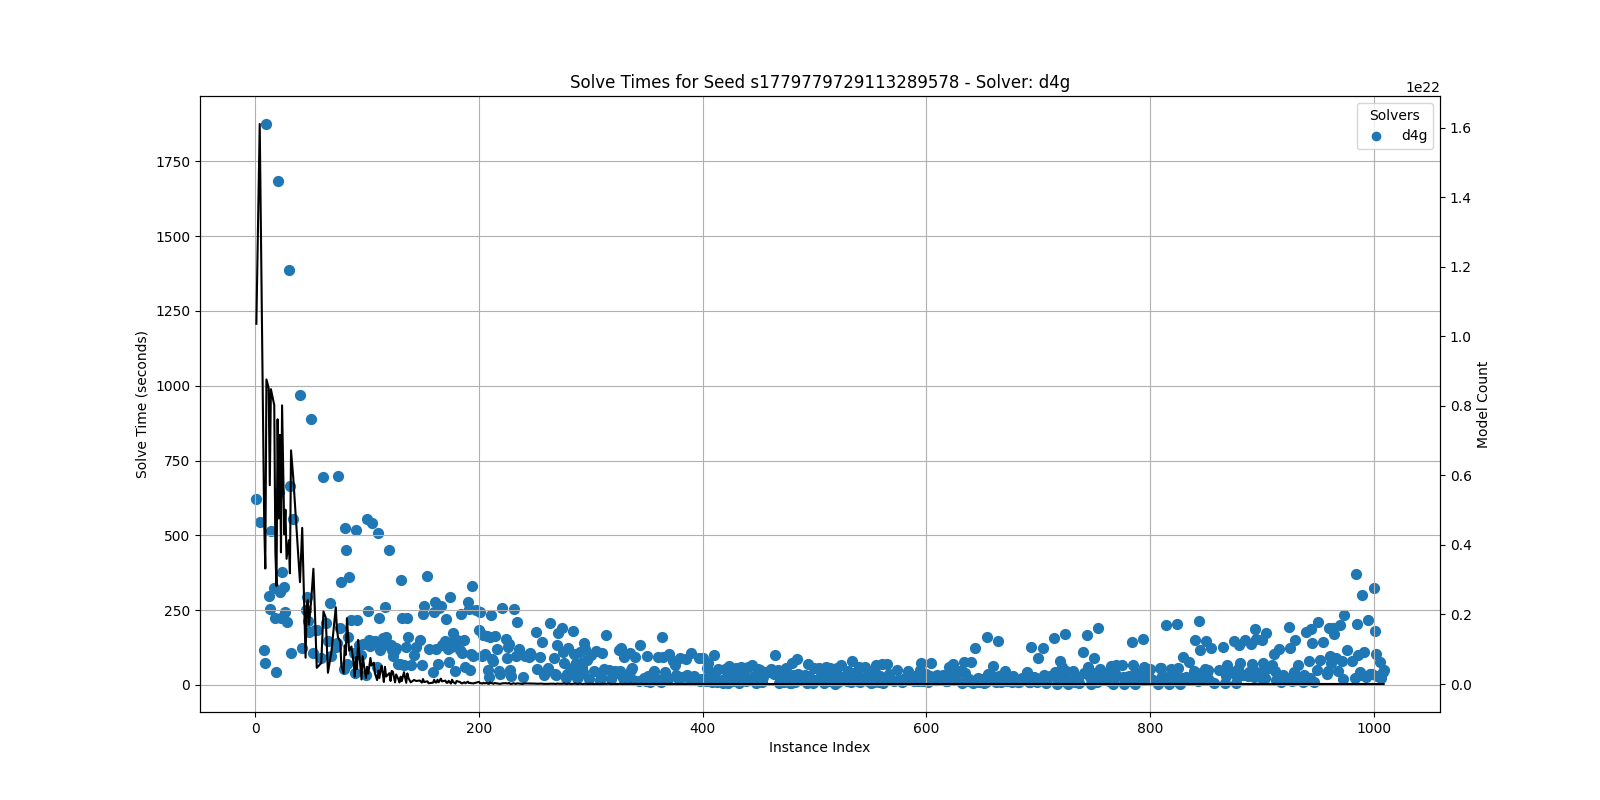 Solve Times for Seed s1779779729113289578 - Solver: d4g
1e22
Solvers
d4g
1750
1500
1250
1000
750
500
250
0
Solve Time (seconds)
1.6
1.4
1.2
1.0
0.8
0.6
0.4
0.2
0.0
Model Count
0 200 400 600 800 1000
Instance Index